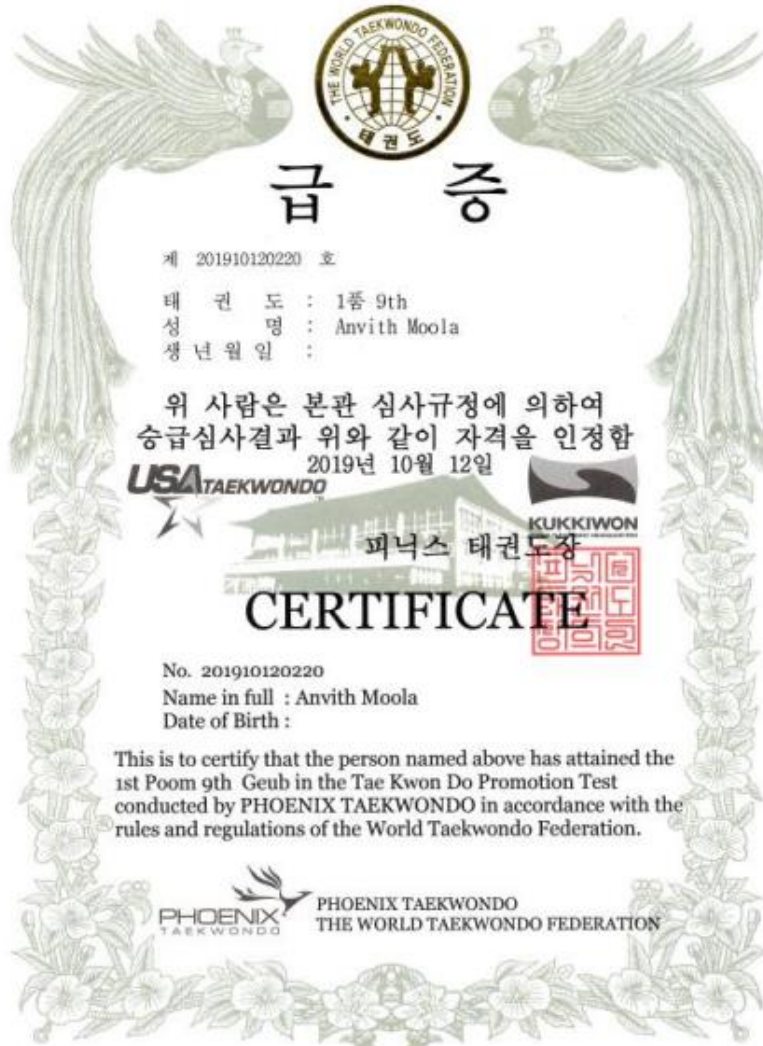 THE WORLD TAEKWONDO FEDERATION
태권도
급 증
제 201910120220 호
태 권 도 : 1품 9th
성 명 : Anvith Moola
생 년 월 일 :
위 사람은 본관 심사규정에 의하여
승급심사결과 위와 같이 자격을 인정함
2019년 10월 12일
USA TAEKWONDO
KUKKIWON
피닉스 태권도장
CERTIFICATE
No. 201910120220
Name in full : Anvith Moola
Date of Birth :
This is to certify that the person named above has attained the
1st Poom 9th Geub in the Tae Kwon Do Promotion Test
conducted by PHOENIX TAEKWONDO in accordance with the
rules and regulations of the World Taekwondo Federation.
PHOENIX
TAEKWONDO
PHOENIX TAEKWONDO
THE WORLD TAEKWONDO FEDERATION